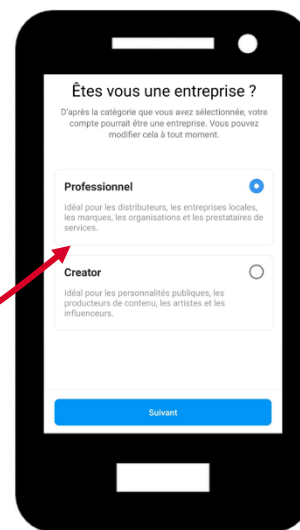 Êtes vous une entreprise ?
D'après la catégorie que vous avez sélectionnée, votre
compte pourrait être une entreprise. Vous pouvez
modifier cela à tout moment.
Professionnel
Idéal pour les distributeurs, les entreprises locales,
les marques, les organisations et les prestataires de
services.
Creator
Idéal pour les personnalités publiques, les
producteurs de contenu, les artistes et les
influenceurs.
Suivant